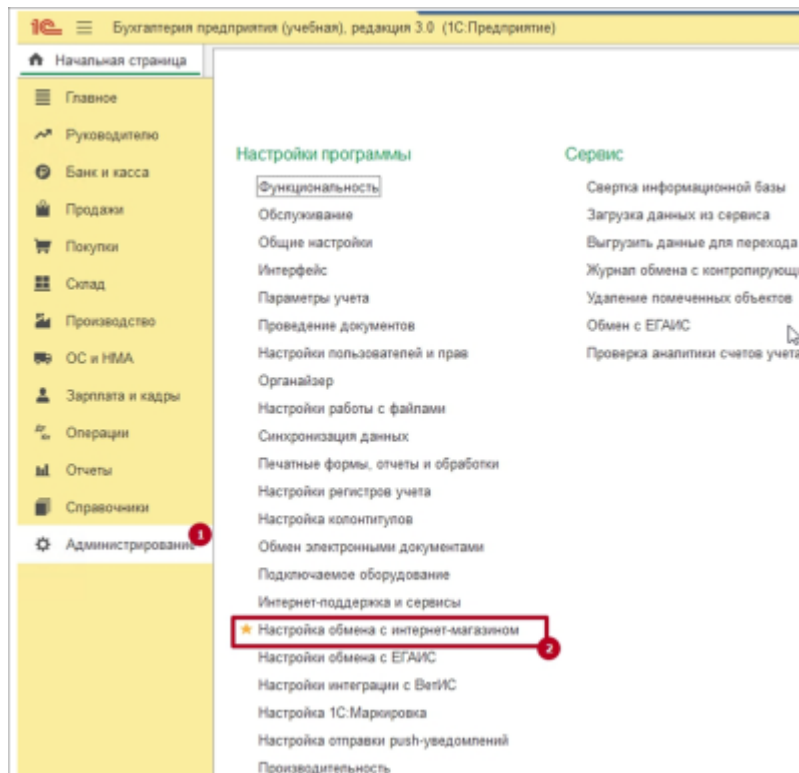 1С Бухгалтерия предприятия (учебная), редакция 3.0 (1С:Предприятие)
Начальная страница
Главное
Руководителю
Банк и касса
Продажи
Покупки
Склад
Производство
ОС и НМА
Зарплата и кадры
Операции
Отчеты
Справочники
Администрирование
1
Настройки программы
Функциональность
Обслуживание
Общие настройки
Интерфейс
Параметры учета
Проведение документов
Настройки пользователей и прав
Органайзер
Настройки работы с файлами
Синхронизация данных
Печатные формы, отчеты и обработки
Настройки регистров учета
Настройка колонтитулов
Обмен электронными документами
Подключаемое оборудование
Интернет-поддержка и сервисы
Настройка обмена с интернет-магазином
2
Настройки обмена с ЕГАИС
Настройки интеграции с ВетИС
Настройка 1С:Маркировка
Настройка отправки push-уведомлений
Производительность
Сервис
Свертка информационной базы
Загрузка данных из сервиса
Выгрузить данные для перехода
Журнал обмена с контролирующ
Удаление помеченных объектов
Обмен с ЕГАИС
Проверка аналитики счетов учета